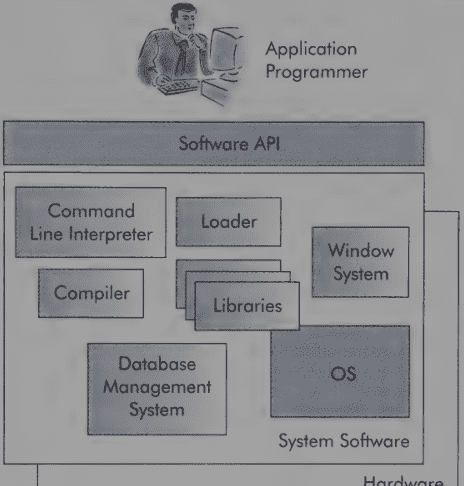 Application
Programmer
Software API
Command
Line Interpreter
Loader
Window
System
Compiler
Libraries
Database
Management
System
OS
System Software
Hardware